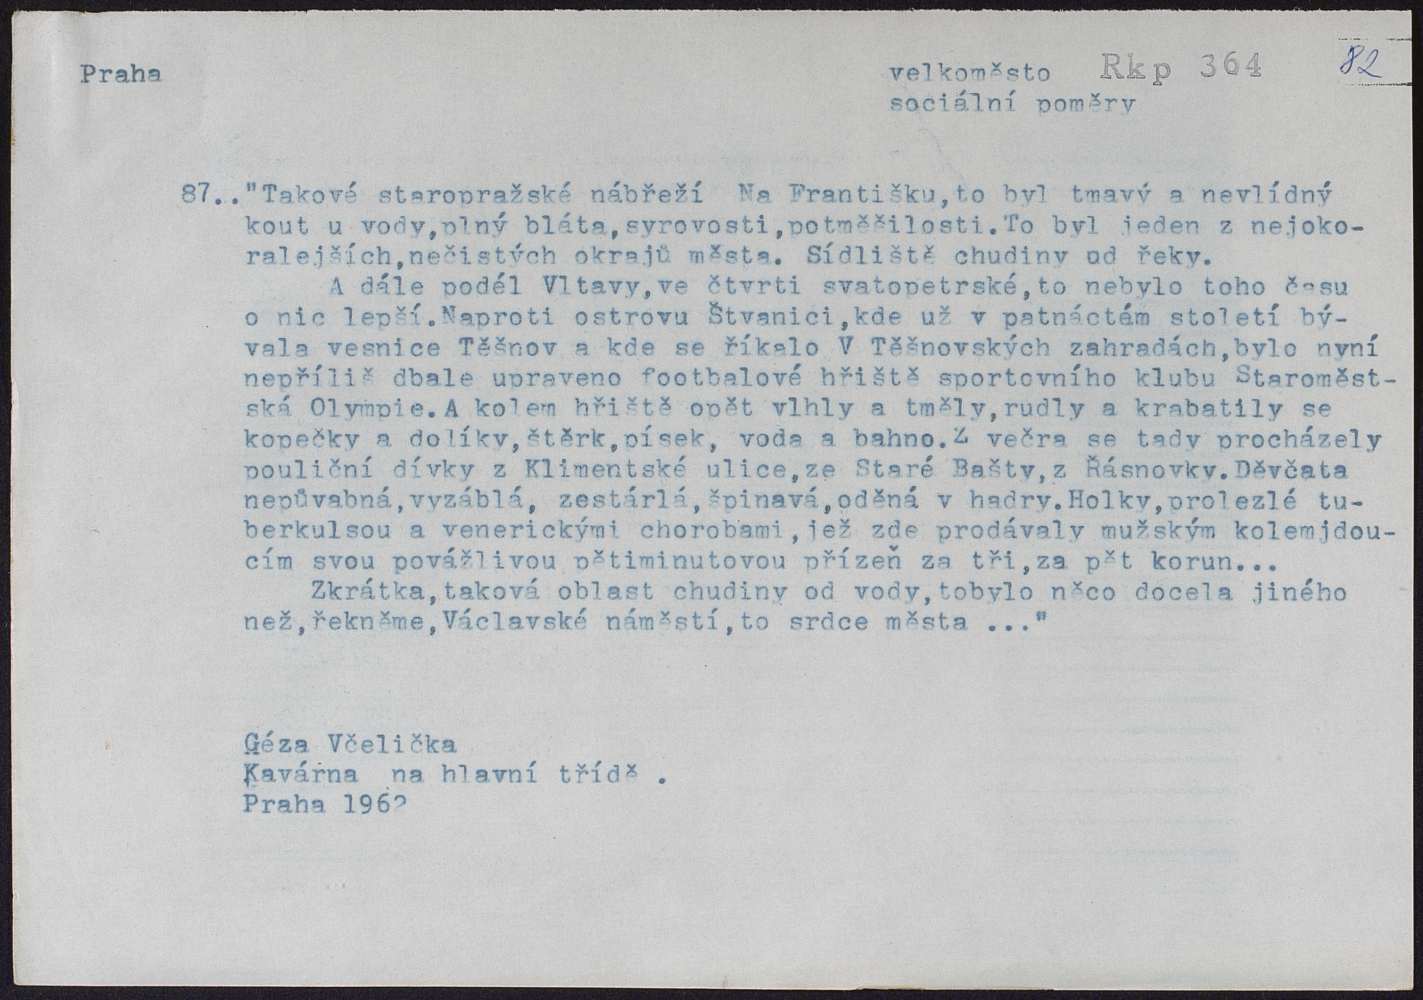 Praha
velkoměsto Rkp 364 82
sociální poměry
87.."Takové staropražské nábřeží Na Františku,to byl tmavý a nevlídný
kout u vody,plný bláta,syrovosti,potměšilosti.To byl jeden z nejoko-
ralejších,nečistých okrajů města. Sídliště chudiny od řeky.
A dále podél Vltavy,ve čtvrti svatopetrské,to nebylo toho času
o nic lepší.Naproti ostrovu Štvanici,kde už v patnáctém století bý-
vala vesnice Těšnov a kde se říkalo V Těšnovských zahradách,bylo nyní
nepříliš dbale upraveno footbalové hřiště sportovního klubu Staroměst-
ská Olympie.A kolem hřiště opět vlhly a tměly,rudly a krabatily se
kopečky a dolíky,štěrk,písek, voda a bahno.Z večra se tady procházely
pouliční dívky z Klimentské ulice,ze Staré Bašty,z Řásnovky.Děvčata
nepůvabná,vyzáblá, zestárlá,špinavá,oděná v hadry.Holky,prolezlé tu-
berkulsou a venerickými chorobami,jež zde prodávaly mužským kolemjdou-
cím svou povážlivou pětiminutovou přízeň za tři,za pět korun...
Zkrátka,taková oblast chudiny od vody,tobylo něco docela jiného
než,řekněme,Václavské náměstí,to srdce města ..."
Géza Včelička
Kavárna na hlavní třídě .
Praha 1962